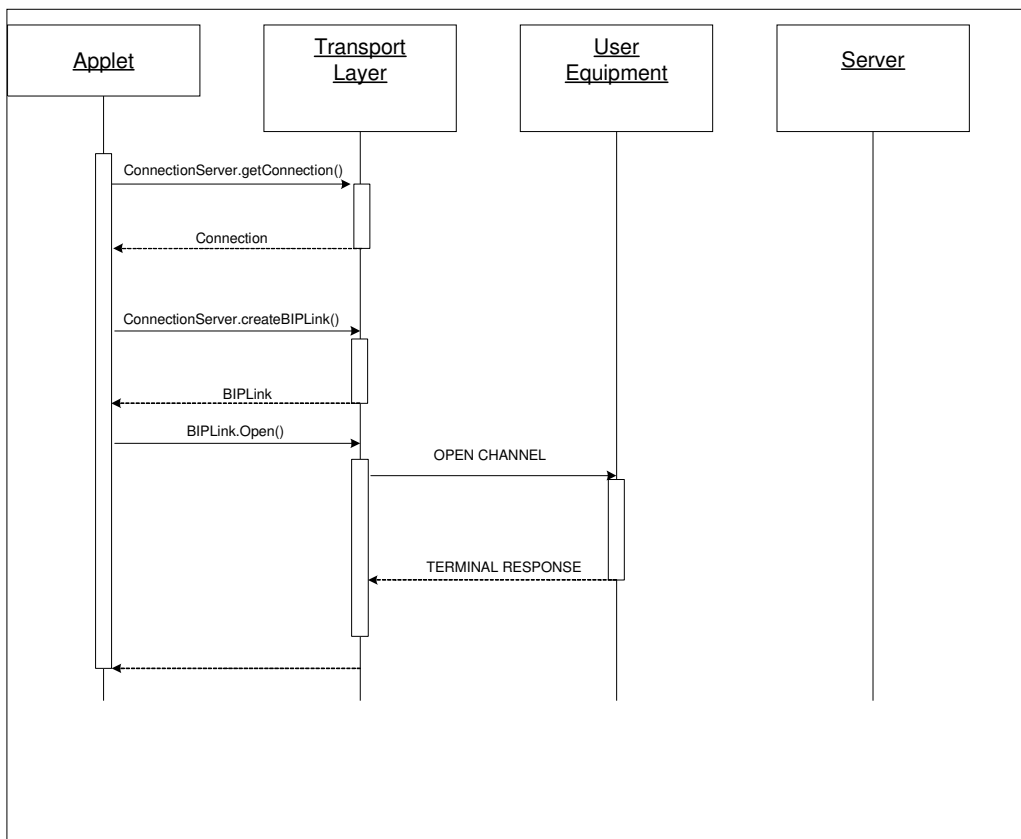 Applet
Transport
Layer
User
Equipment
Server
ConnectionServer.getConnection()
Connection
ConnectionServer.createBIPLink()
BIPLink
BIPLink.Open()
OPEN CHANNEL
TERMINAL RESPONSE